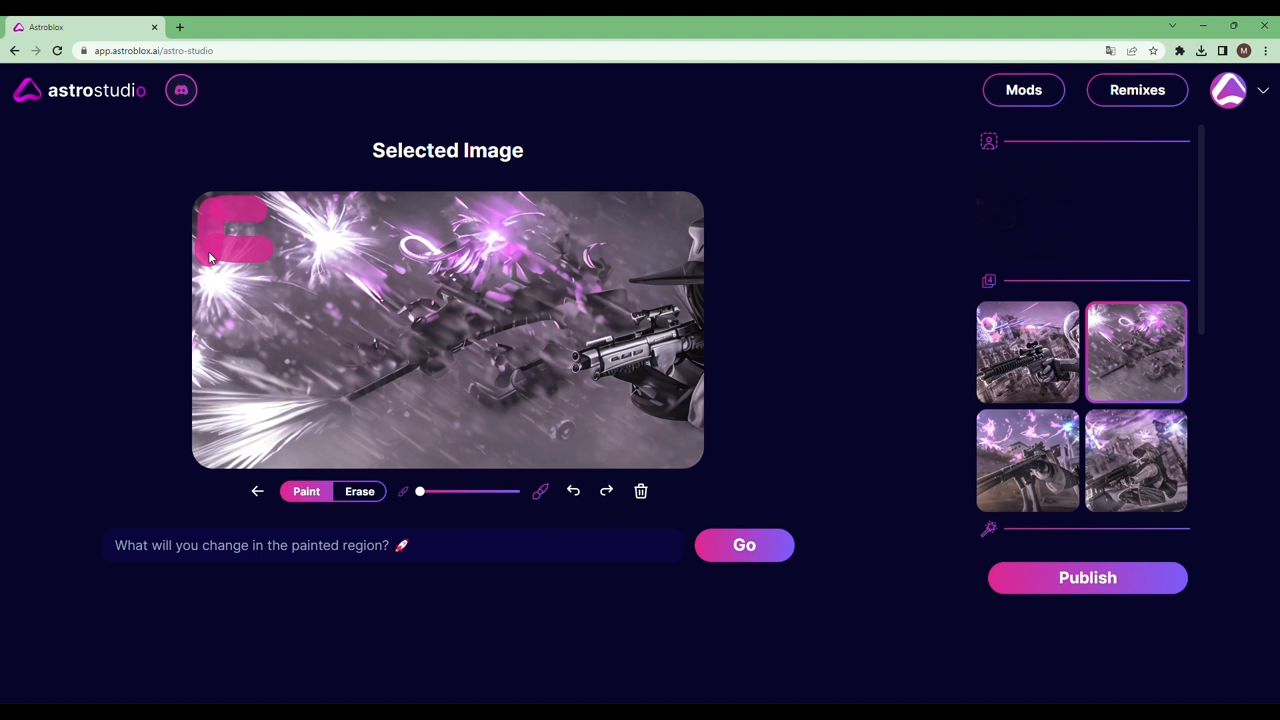 Astroblox
app.astroblox.ai/astro-studio
M
astrostudio
Mods
Remixes
Selected Image
4
Paint
Erase
What will you change in the painted region? 🚀
Go
Publish